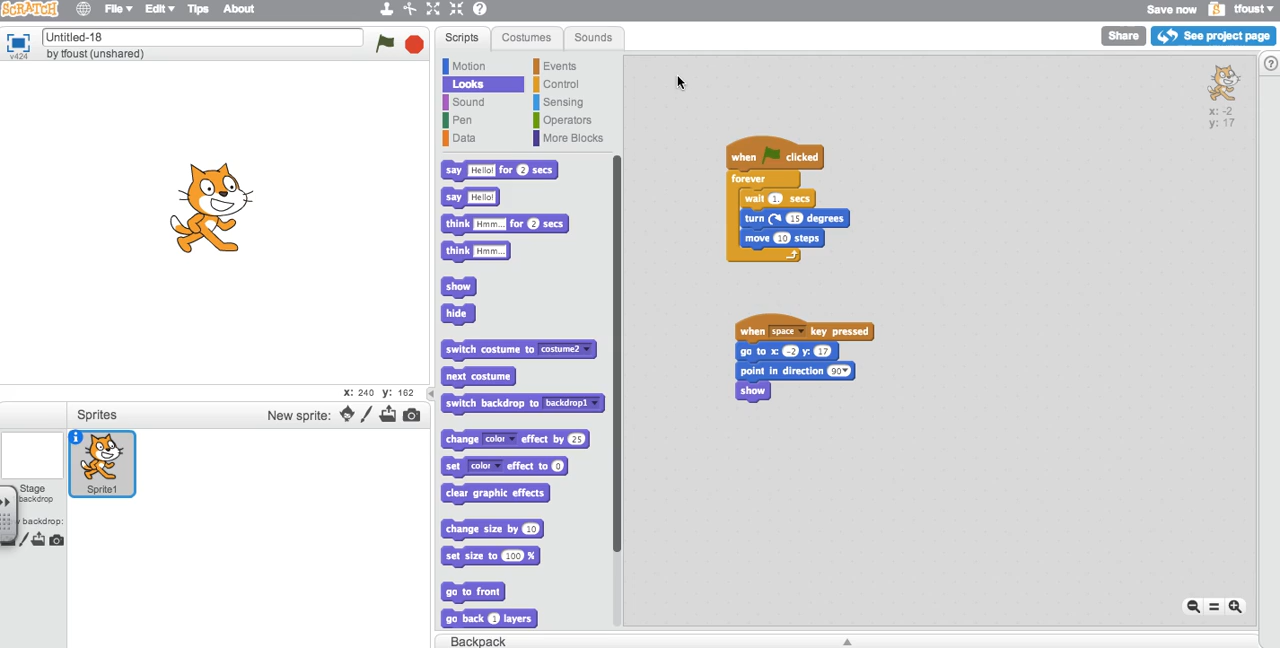 SCRATCH File Edit Tips About Save now S tfoust
v424
Untitled-18
by tfoust (unshared)
Scripts Costumes Sounds
Share See project page
Motion Events
Looks Control
Sound Sensing
Pen Operators
Data More Blocks
say Hello! for 2 secs
say Hello!
think Hmm... for 2 secs
think Hmm...
show
hide
switch costume to costume2
next costume
switch backdrop to backdrop1
change color effect by 25
set color effect to 0
clear graphic effects
change size by 10
set size to 100 %
go to front
go back 1 layers
when clicked
forever
wait 1. secs
turn 15 degrees
move 10 steps
when space key pressed
go to x: -2 y: 17
point in direction 90
show
x: -2
y: 17
x: 240 y: 162
Sprites New sprite:
Sprite1
Stage
backdrop
backdrop:
Backpack